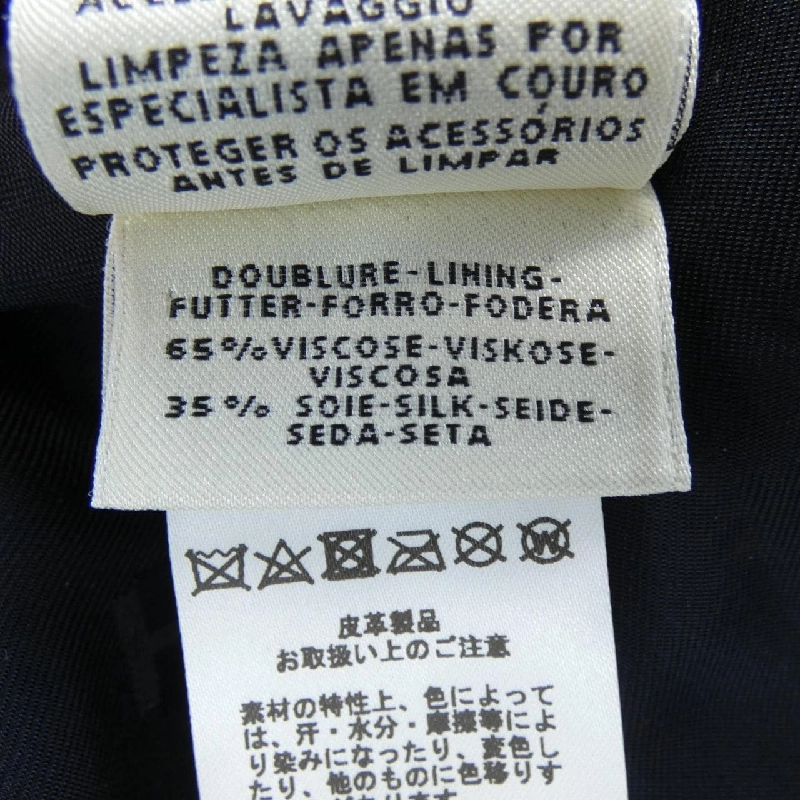 LAVAGGIO
LIMPEZA APENAS POR
ESPECIALISTA EM COURO
PROTEGER OS ACESSÓRIOS
ANTES DE LIMPAR
DOUBLURE-LINING-
FUTTER-FORRO-FODERA
65%VISCOSE-VISKOSE-
VISCOSA
35% SOIE-SILK-SEIDE-
SEDA-SETA
W
皮革製品
お取扱い上のご注意
素材の特性上、色によって
は、汗・水分・摩擦等によ
り染みになったり、変色し
たり、他のものに色移りす